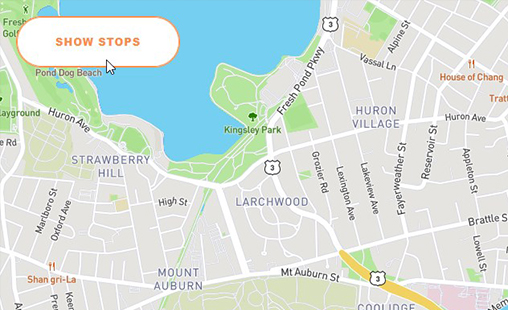 Fresh
SHOW STOPS
Pond Dog Beach
3
Alpine St
Vassal Ln
House of Chang
Fresh Pond Pkwy
Kingsley Park
HURON
VILLAGE
Huron Ave
Huron Ave
STRAWBERRY
HILL
3
Grozier Rd
Lexington Ave
Lakeview Ave
Fayerweather St
Reservoir St
Appleton St
Marlboro St
Oxford Ave
High St
LARCHWOOD
Brattle S
Lowell St
Shan gri-La
MOUNT
AUBURN
Mt Auburn St
3
COOLIDGE